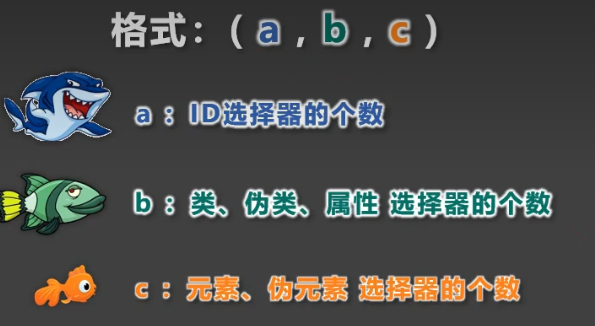 格式：( a , b , c )
a ： ID选择器的个数
b ： 类、伪类、属性 选择器的个数
c ： 元素、伪元素 选择器的个数